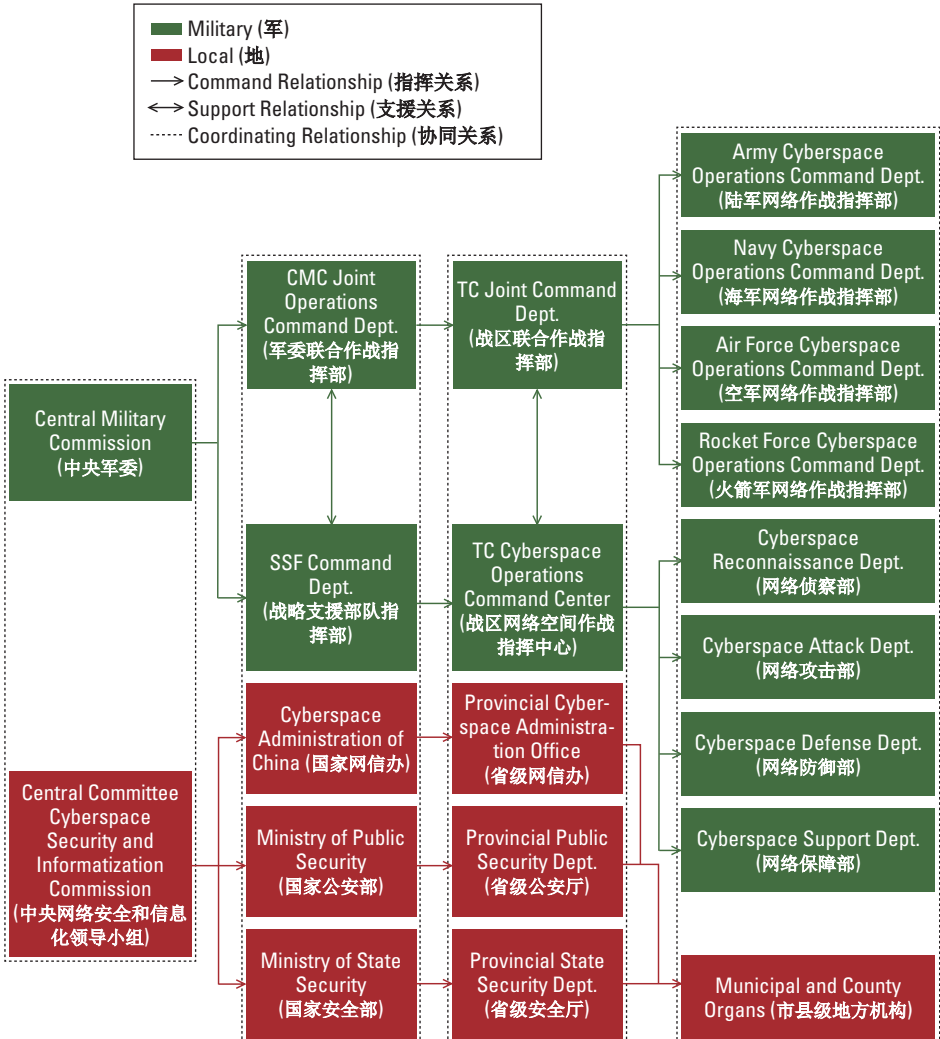 Military (军)
Local (地)
Command Relationship (指挥关系)
Support Relationship (支援关系)
Coordinating Relationship (协同关系)
Central Military
Commission
(中央军委)
Central Committee
Cyberspace
Security and
Informatization
Commission
(中央网络安全和信息
化领导小组)
CMC Joint
Operations
Command Dept.
(军委联合作战指
挥部)
SSF Command
Dept.
(战略支援部队指
挥部)
Cyberspace
Administration of
China (国家网信办)
Ministry of Public
Security
(国家公安部)
Ministry of State
Security
(国家安全部)
TC Joint Command
Dept.
(战区联合作战指
挥部)
TC Cyberspace
Operations
Command Center
(战区网络空间作战
指挥中心)
Provincial Cyber-
space Administra-
tion Office
(省级网信办)
Provincial Public
Security Dept.
(省级公安厅)
Provincial State
Security Dept.
(省级安全厅)
Army Cyberspace
Operations Command Dept.
(陆军网络作战指挥部)
Navy Cyberspace
Operations Command Dept.
(海军网络作战指挥部)
Air Force Cyberspace
Operations Command Dept.
(空军网络作战指挥部)
Rocket Force Cyberspace
Operations Command Dept.
(火箭军网络作战指挥部)
Cyberspace
Reconnaissance Dept.
(网络侦察部)
Cyberspace Attack Dept.
(网络攻击部)
Cyberspace Defense Dept.
(网络防御部)
Cyberspace Support Dept.
(网络保障部)
Municipal and County
Organs (市县级地方机构)